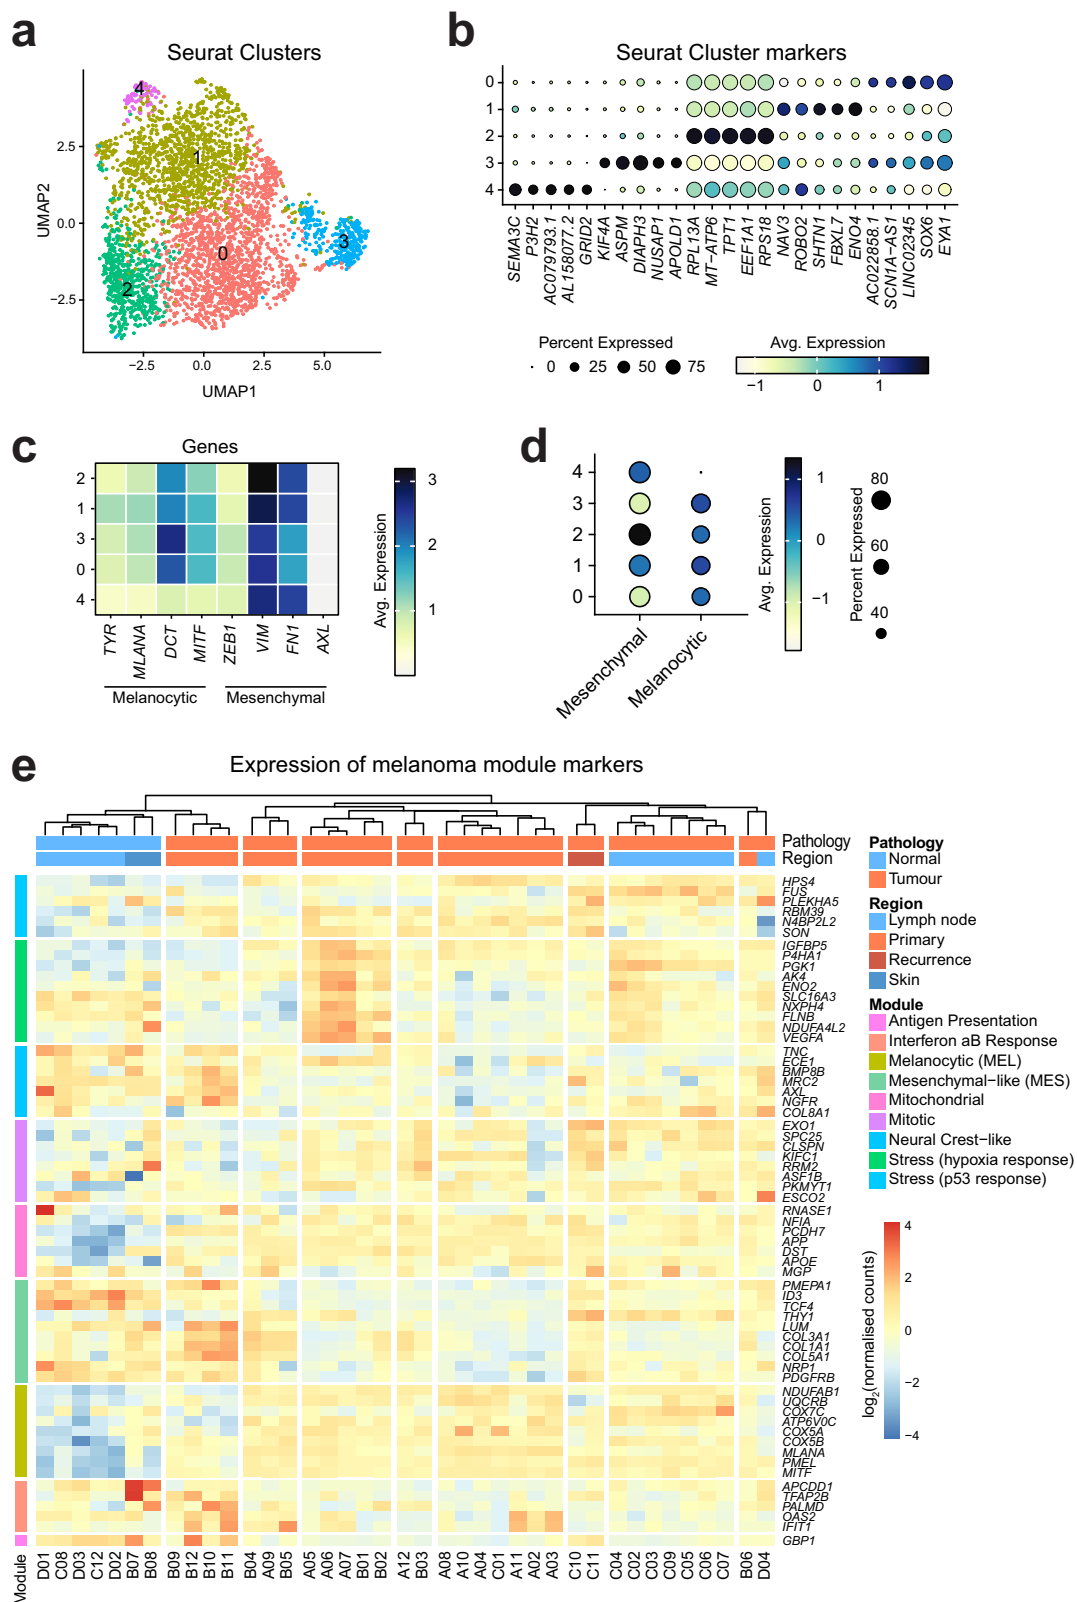 a
Seurat Clusters
4
1
0
3
2
2.5
0.0
−2.5
UMAP2
−2.5
0.0
2.5
5.0
UMAP1
b
Seurat Cluster markers
0
1
2
3
4
SEMA3C
P3H2
AC079793.1
AL158077.2
GRID2
KIF4A
ASPM
DIAPH3
NUSAP1
APOLD1
RPL13A
MT-ATP6
TPT1
EEF1A1
RPS18
NAV3
ROBO2
SHTN1
FBXL7
ENO4
AC022858.1
SCN1A-AS1
LINC02345
SOX6
EYA1
Percent Expressed
0 25 50 75
Avg. Expression
−1 0 1
c
Genes
2
1
3
0
4
TYR
MLANA
DCT
MITF
ZEB1
VIM
FN1
AXL
Melanocytic
Mesenchymal
Avg. Expression
3
2
1
d
4
3
2
1
0
Mesenchymal
Melanocytic
Avg. Expression
1
0
−1
Percent Expressed
80
60
40
e
Expression of melanoma module markers
Pathology
Region
HPS4
FUS
PLEKHA5
RBM39
N4BP2L2
SON
IGFBP5
P4HA1
PGK1
AK4
ENO2
SLC16A3
NXPH4
FLNB
NDUFA4L2
VEGFA
TNC
ECE1
BMP8B
MRC2
AXL
NGFR
COL8A1
EXO1
SPC25
CLSPN
KIFC1
RRM2
ASF1B
PKMYT1
ESCO2
RNASE1
NFIA
PCDH7
APP
DST
APOE
MGP
PMEPA1
ID3
TCF4
THY1
LUM
COL3A1
COL1A1
COL5A1
NRP1
PDGFRB
NDUFAB1
UQCRB
COX7C
ATP6V0C
COX5A
COX5B
MLANA
PMEL
MITF
APCDD1
TFAP2B
PALMD
OAS2
IFIT1
GBP1
Module
D01
C08
D03
C12
D02
B07
B08
B09
B12
B10
B11
B04
A09
B05
A05
A06
A07
B01
B02
A12
B03
A08
A10
A04
C01
A11
A02
A03
C10
C11
C04
C02
C03
C09
C05
C06
C07
B06
D04
Pathology
Normal
Tumour
Region
Lymph node
Primary
Recurrence
Skin
Module
Antigen Presentation
Interferon aB Response
Melanocytic (MEL)
Mesenchymal−like (MES)
Mitochondrial
Mitotic
Neural Crest−like
Stress (hypoxia response)
Stress (p53 response)
log2(normalised counts)
4
2
0
−2
−4